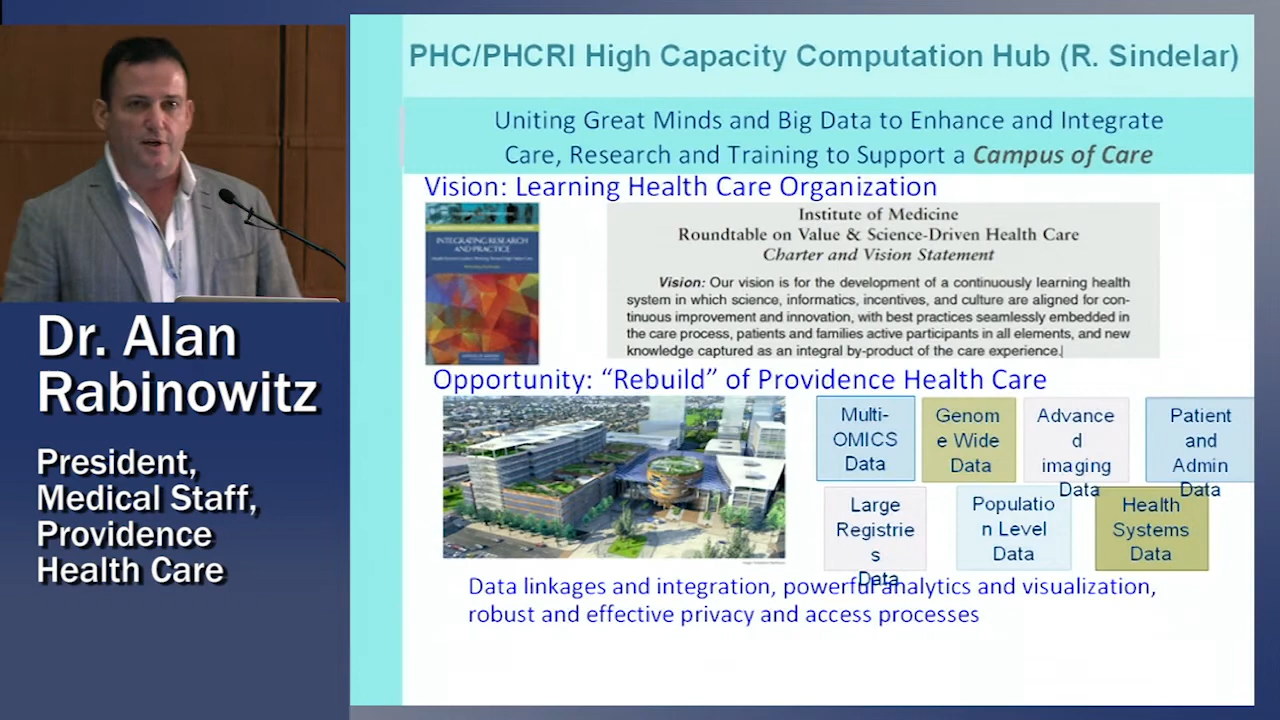 PHC/PHCRI High Capacity Computation Hub (R. Sindelar)
Uniting Great Minds and Big Data to Enhance and Integrate
Care, Research and Training to Support a Campus of Care
Vision: Learning Health Care Organization
INTEGRATING RESEARCH
AND PRACTICE
Institute of Medicine
Roundtable on Value & Science-Driven Health Care
Charter and Vision Statement
Vision: Our vision is for the development of a continuously learning health
system in which science, informatics, incentives, and culture are aligned for con-
tinuous improvement and innovation, with best practices seamlessly embedded in
the care process, patients and families active participants in all elements, and new
knowledge captured as an integral by-product of the care experience.
Opportunity: “Rebuild” of Providence Health Care
Multi-
OMICS
Data
Genom
e Wide
Data
Advance
d
imaging
Data
Patient
and
Admin
Data
Large
Registrie
s
Data
Populatio
n Level
Data
Health
Systems
Data
Data linkages and integration, powerful analytics and visualization,
robust and effective privacy and access processes
Dr. Alan
Rabinowitz
President,
Medical Staff,
Providence
Health Care